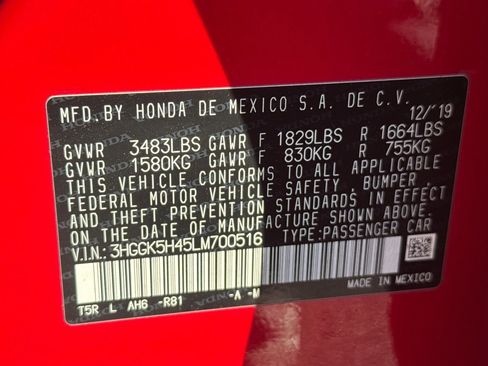 MFD. BY HONDA DE MEXICO S.A. DE C.V. 12/'19
GVWR 3483LBS GAWR F 1829LBS R 1664LBS
GVWR 1580KG GAWR F 830KG R 755KG
THIS VEHICLE CONFORMS TO ALL APPLICABLE
FEDERAL MOTOR VEHICLE SAFETY, BUMPER,
AND THEFT PREVENTION STANDARDS IN EFFECT
ON THE DATE OF MANUFACTURE SHOWN ABOVE.
V.I.N: 3HGGK5H45LM700516 TYPE:PASSENGER CAR
T5R L AH6 -R81 -A -M MADE IN MEXICO